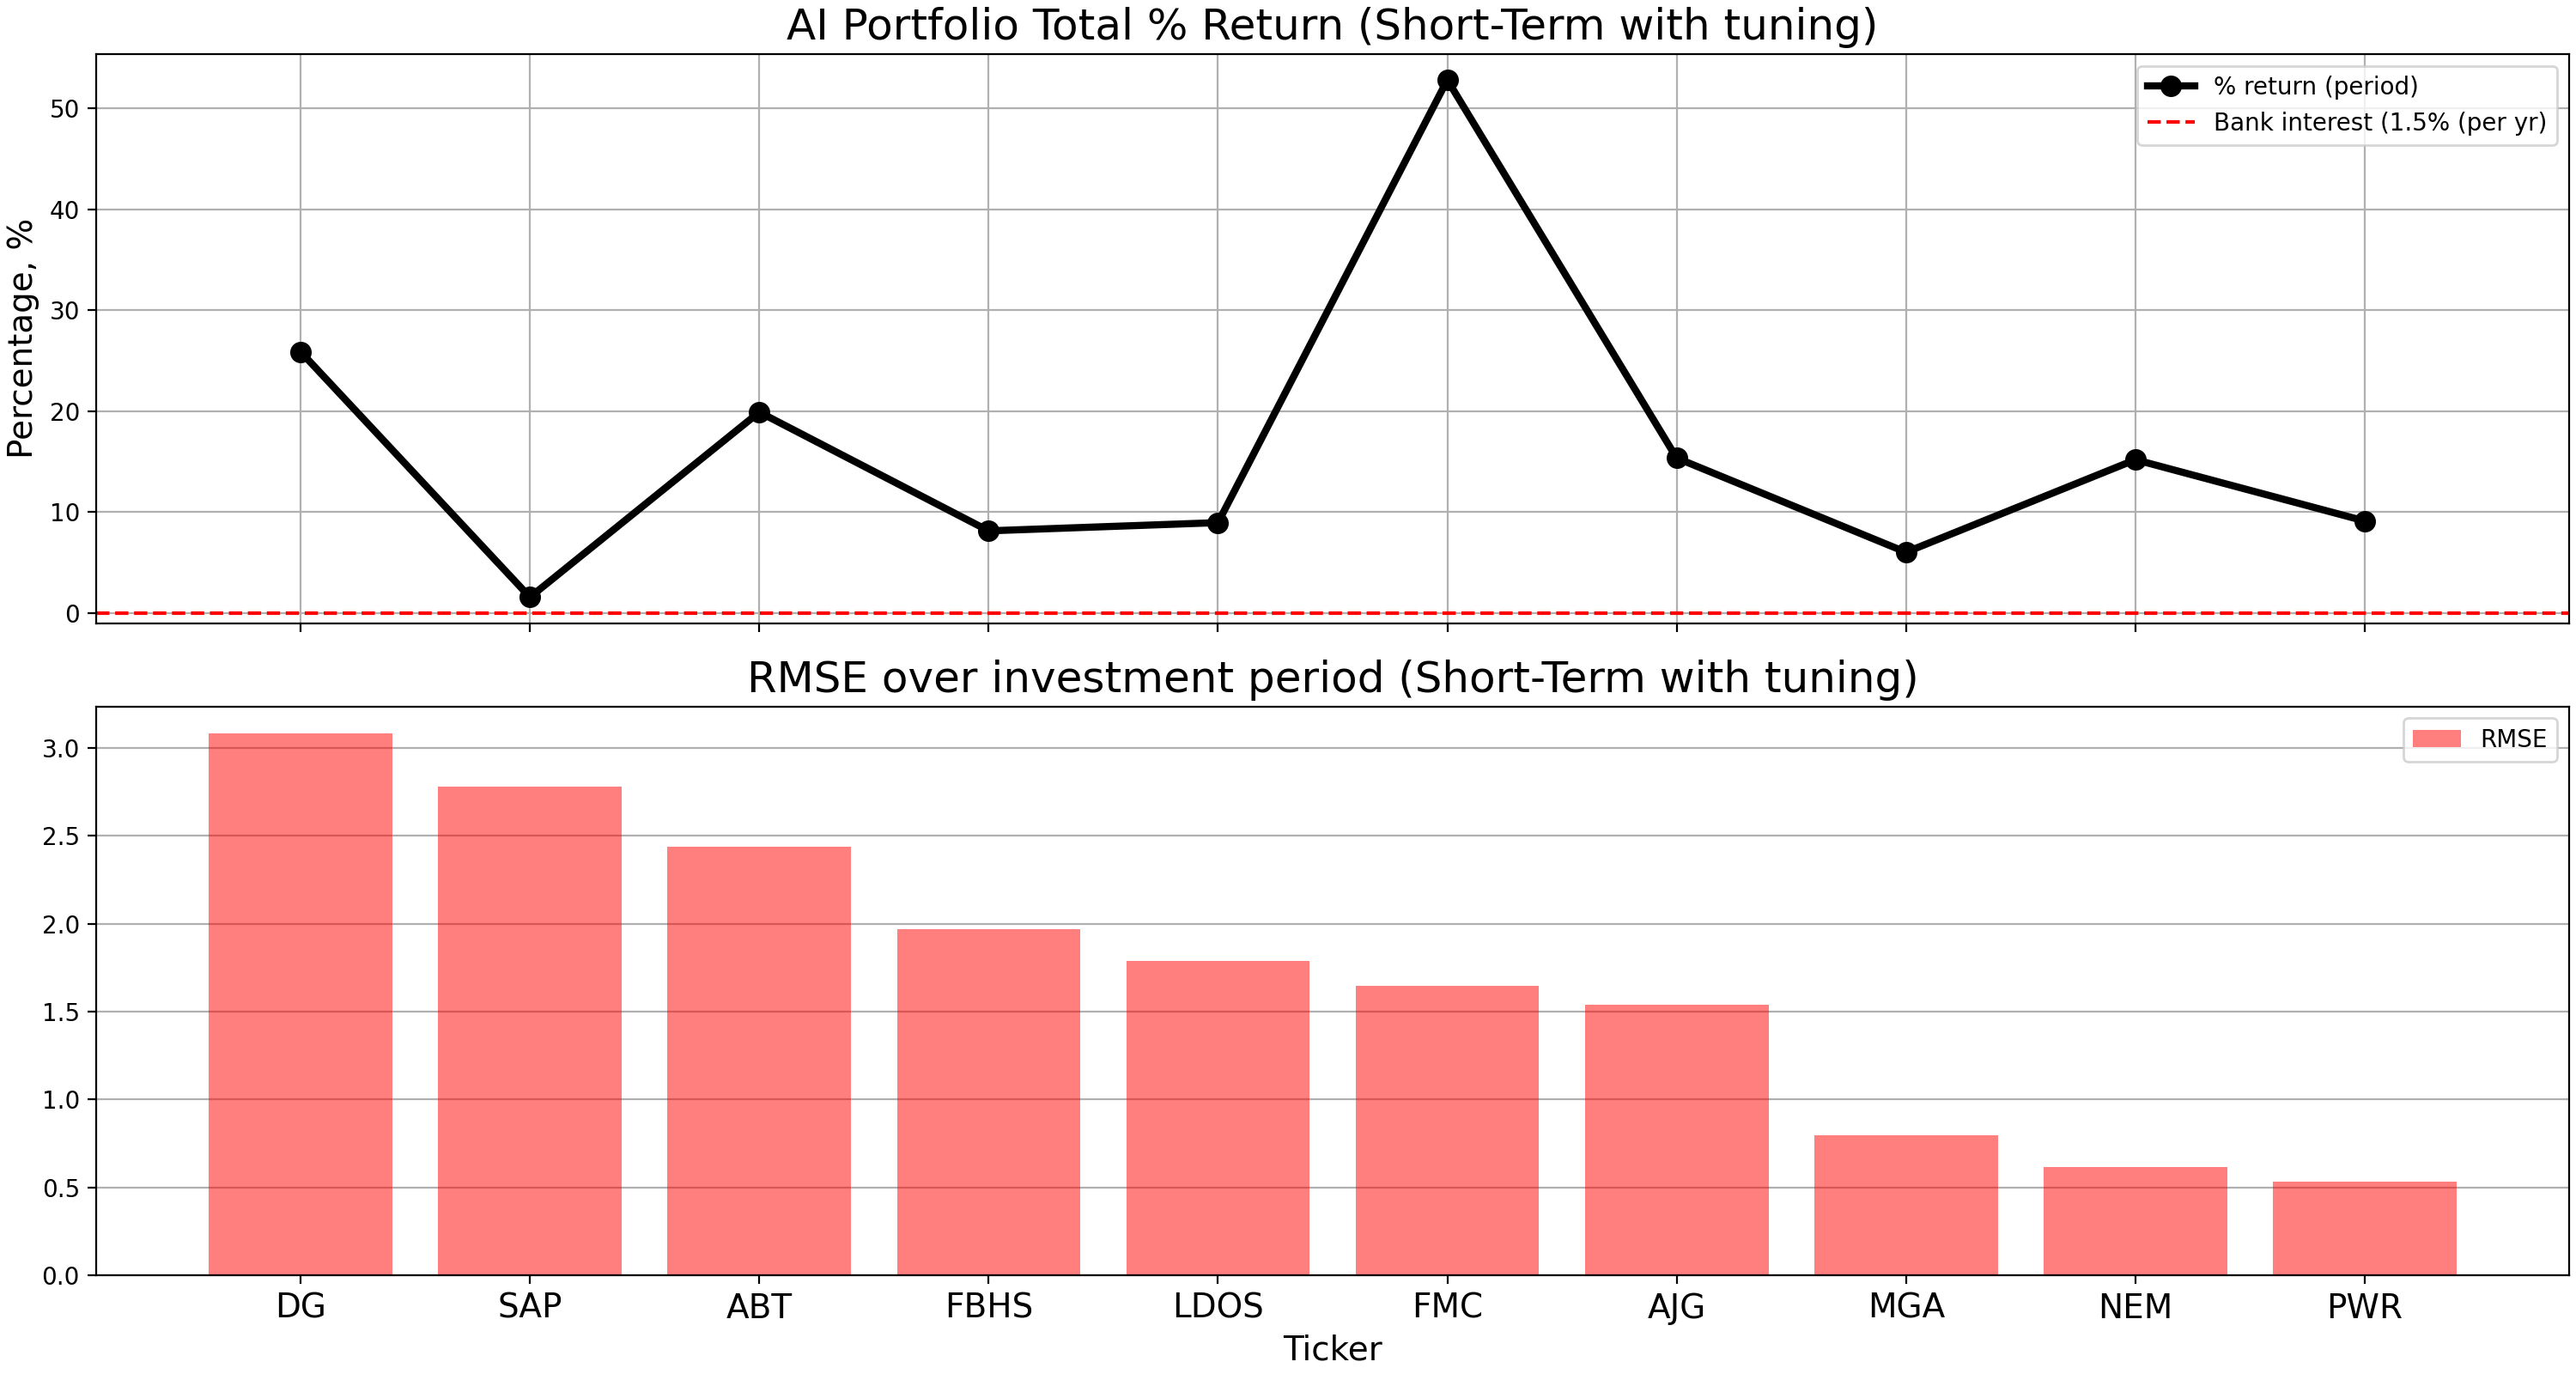 AI Portfolio Total % Return (Short-Term with tuning)
% return (period)
Bank interest (1.5% (per yr)
Percentage, %
50
40
30
20
10
0
RMSE over investment period (Short-Term with tuning)
RMSE
3.0
2.5
2.0
1.5
1.0
0.5
0.0
DG SAP ABT FBHS LDOS FMC AJG MGA NEM PWR
Ticker